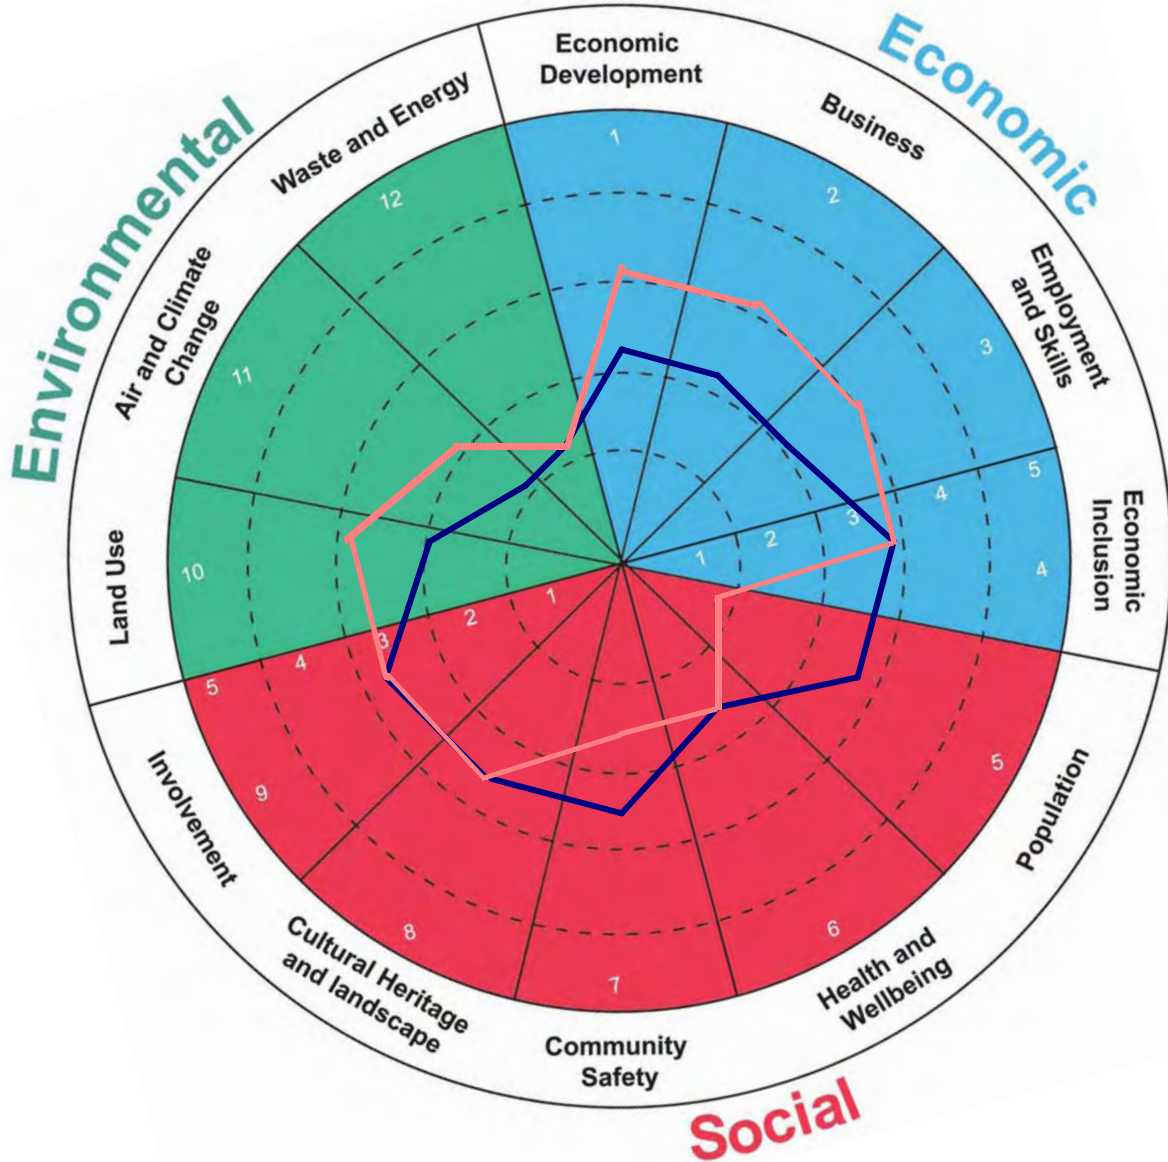 Economic
Development
Business
Employment
and Skills
Economic
Inclusion
Population
Health and
Wellbeing
Community
Safety
Cultural Heritage
and landscape
Involvement
Land Use
Air and Climate
Change
Waste and Energy
Economic
Social
Environmental
1
2
3
4
5
6
7
8
9
10
11
12
1
2
3
4
5
1
2
3
4
5